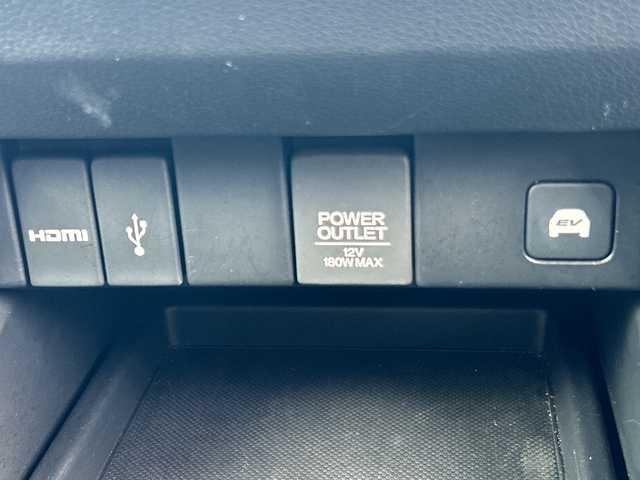 HDMI
POWER
OUTLET
12V
180W MAX
EV